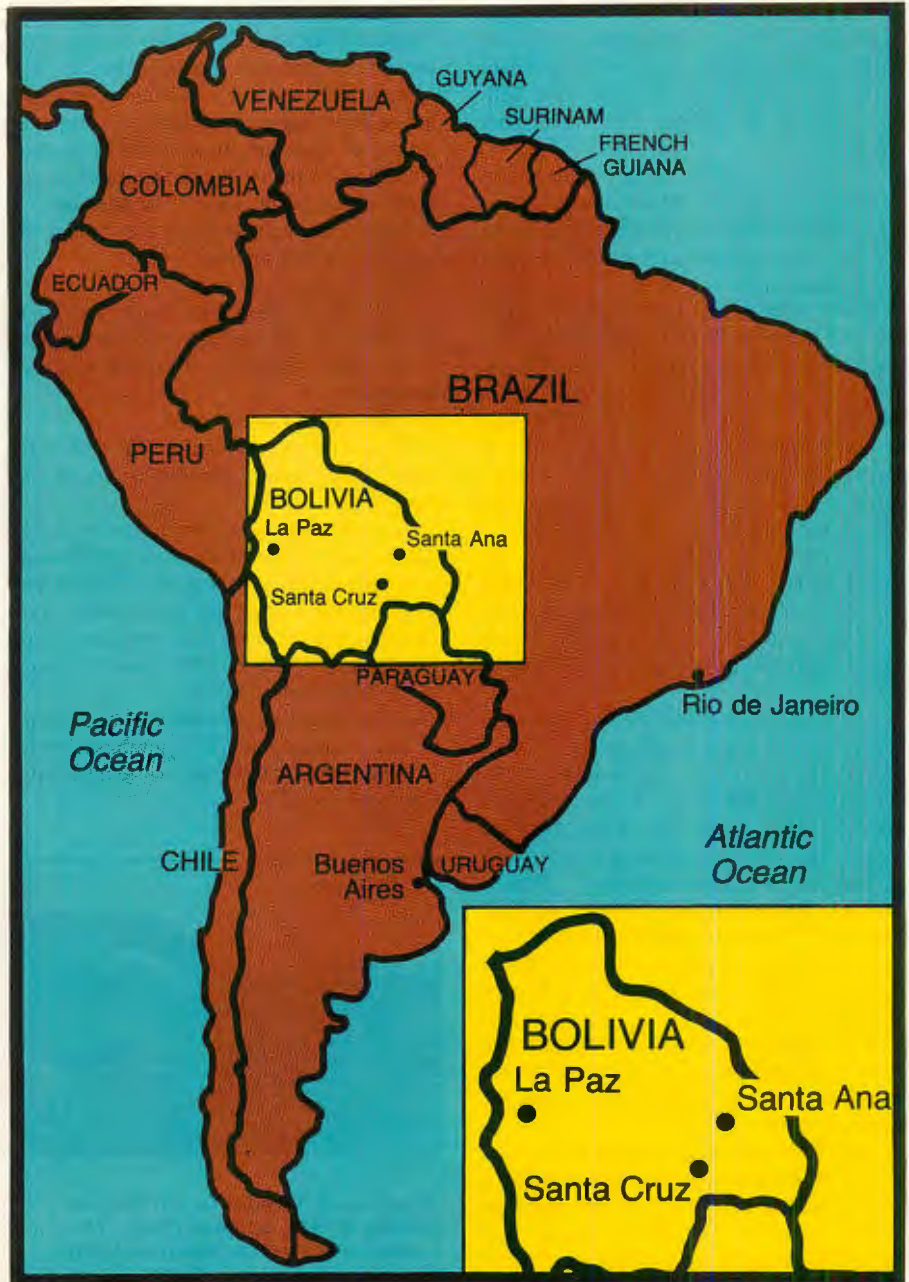 GUYANA
VENEZUELA
SURINAM
FRENCH
GUIANA
COLOMBIA
ECUADOR
BRAZIL
PERU
BOLIVIA
La Paz
Santa Ana
Santa Cruz
PARAGUAY
Rio de Janeiro
Pacific
Ocean
ARGENTINA
Atlantic
Ocean
CHILE
Buenos
Aires
URUGUAY
BOLIVIA
La Paz
Santa Ana
Santa Cruz